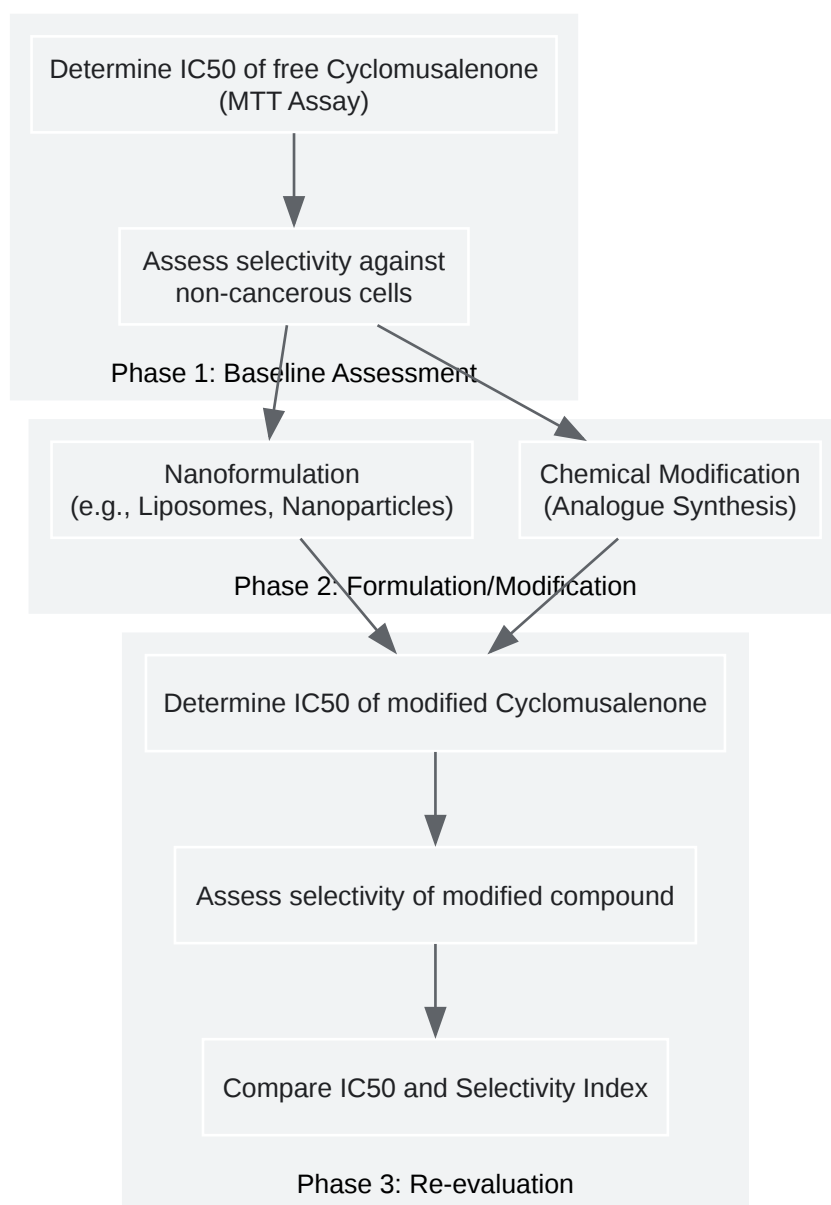 Determine IC50 of free Cyclomusalenone
(MTT Assay)
Assess selectivity against
non-cancerous cells
Phase 1: Baseline Assessment
Nanoformulation
(e.g., Liposomes, Nanoparticles)
Chemical Modification
(Analogue Synthesis)
Phase 2: Formulation/Modification
Determine IC50 of modified Cyclomusalenone
Assess selectivity of modified compound
Compare IC50 and Selectivity Index
Phase 3: Re-evaluation